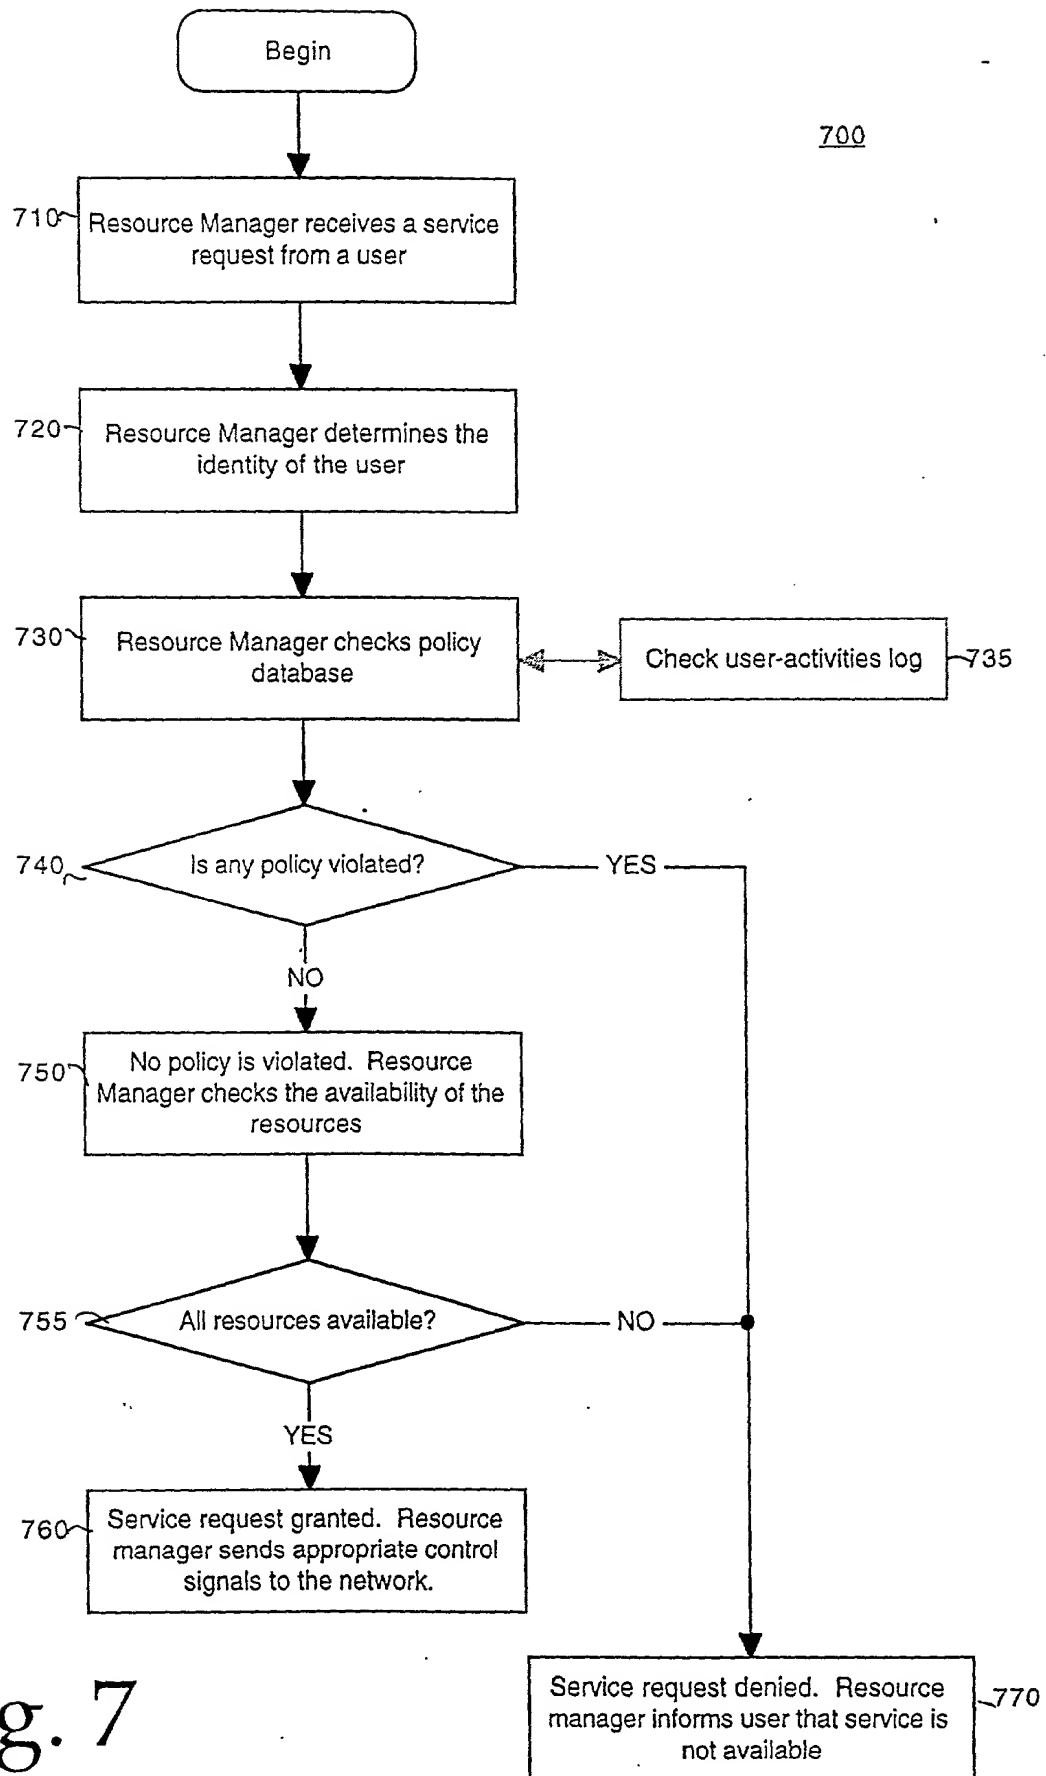 Begin
700
710
Resource Manager receives a service
request from a user
720
Resource Manager determines the
identity of the user
730
Resource Manager checks policy
database
Check user-activities log
735
740
Is any policy violated?
YES
NO
750
No policy is violated. Resource
Manager checks the availability of the
resources
755
All resources available?
NO
YES
760
Service request granted. Resource
manager sends appropriate control
signals to the network.
Service request denied. Resource
manager informs user that service is
not available
770
g. 7